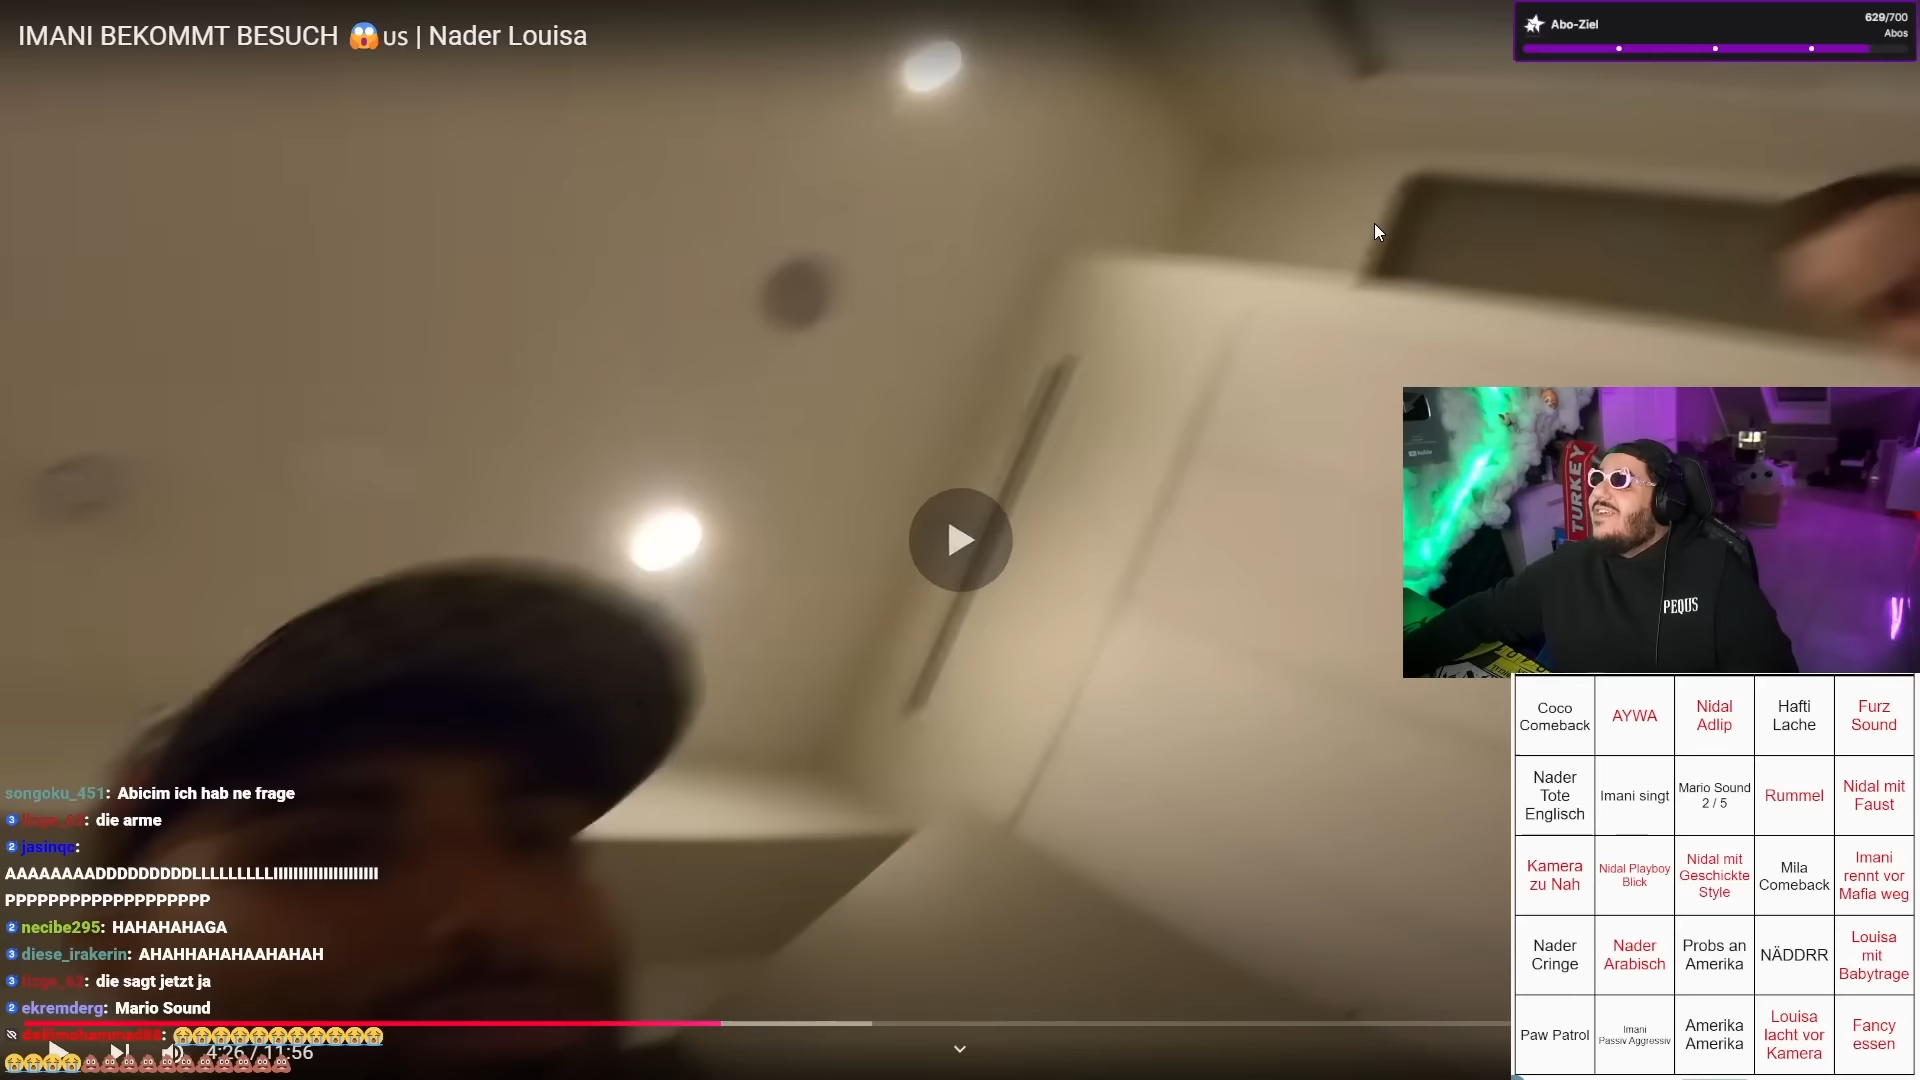 IMANI BEKOMMT BESUCH 😱us | Nader Louisa
Abo-Ziel
629/700
Abos
TURKEY
PEQUS
songoku_451: Abicim ich hab ne frage
die arme
jasinqc:
AAAAAAAADDDDDDDDDLLLLLLLLLIIIIIIIIIIIIIIIIIIIII
PPPPPPPPPPPPPPPPPPP
necibe295: HAHAHAHAGA
diese_irakerin: AHAHHAHAHAAHAHAH
die sagt jetzt ja
ekremderg: Mario Sound
4:26 / 11:56
Coco Comeback
AYWA
Nidal Adlip
Hafti Lache
Furz Sound
Nader Tote Englisch
Imani singt
Mario Sound 2 / 5
Rummel
Nidal mit Faust
Kamera zu Nah
Nidal Playboy Blick
Nidal mit Geschickte Style
Mila Comeback
Imani rennt vor Mafia weg
Nader Cringe
Nader Arabisch
Probs an Amerika
NÄDDRR
Louisa mit Babytrage
Paw Patrol
Imani Passiv Aggressiv
Amerika Amerika
Louisa lacht vor Kamera
Fancy essen